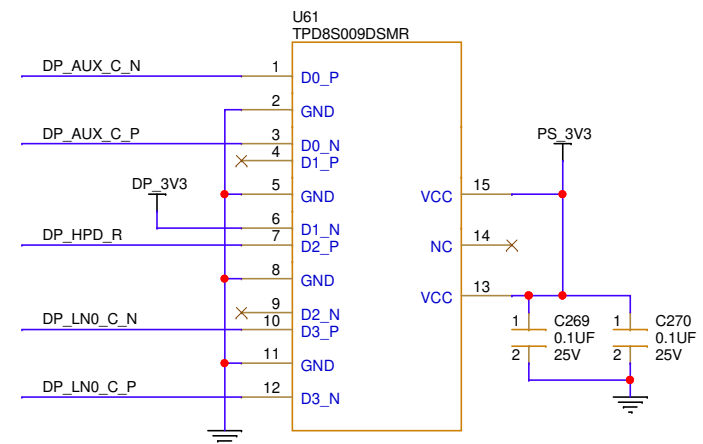 U61
TPD8S009DSMR
DP_AUX_C_N 1 D0_P
2 GND
DP_AUX_C_P 3 D0_N
4 D1_P
PS_3V3
DP_3V3
5 GND VCC 15
6 D1_N
DP_HPD_R 7 D2_P NC 14
8 GND
VCC 13
9 D2_N
DP_LN0_C_N 10 D3_P
1 C269 1 C270
0.1UF 0.1UF
2 25V 2 25V
11 GND
DP_LN0_C_P 12 D3_N